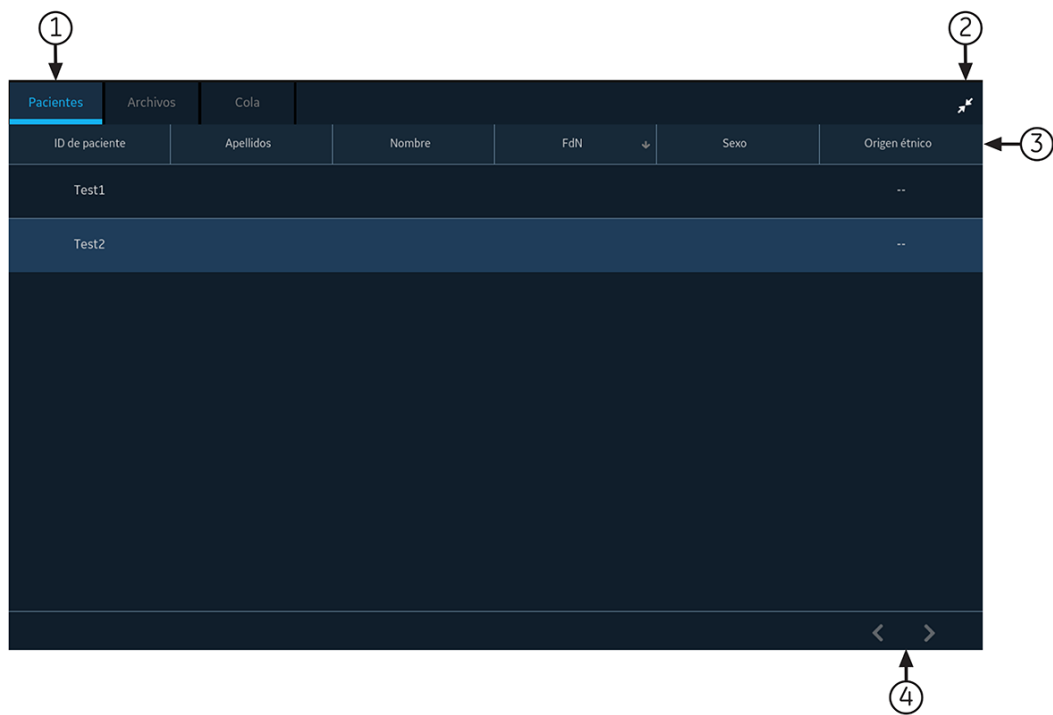 1 2
Pacientes Archivos Cola
ID de paciente Apellidos Nombre FdN Sexo Origen étnico 3
Test1 --
Test2 --
4